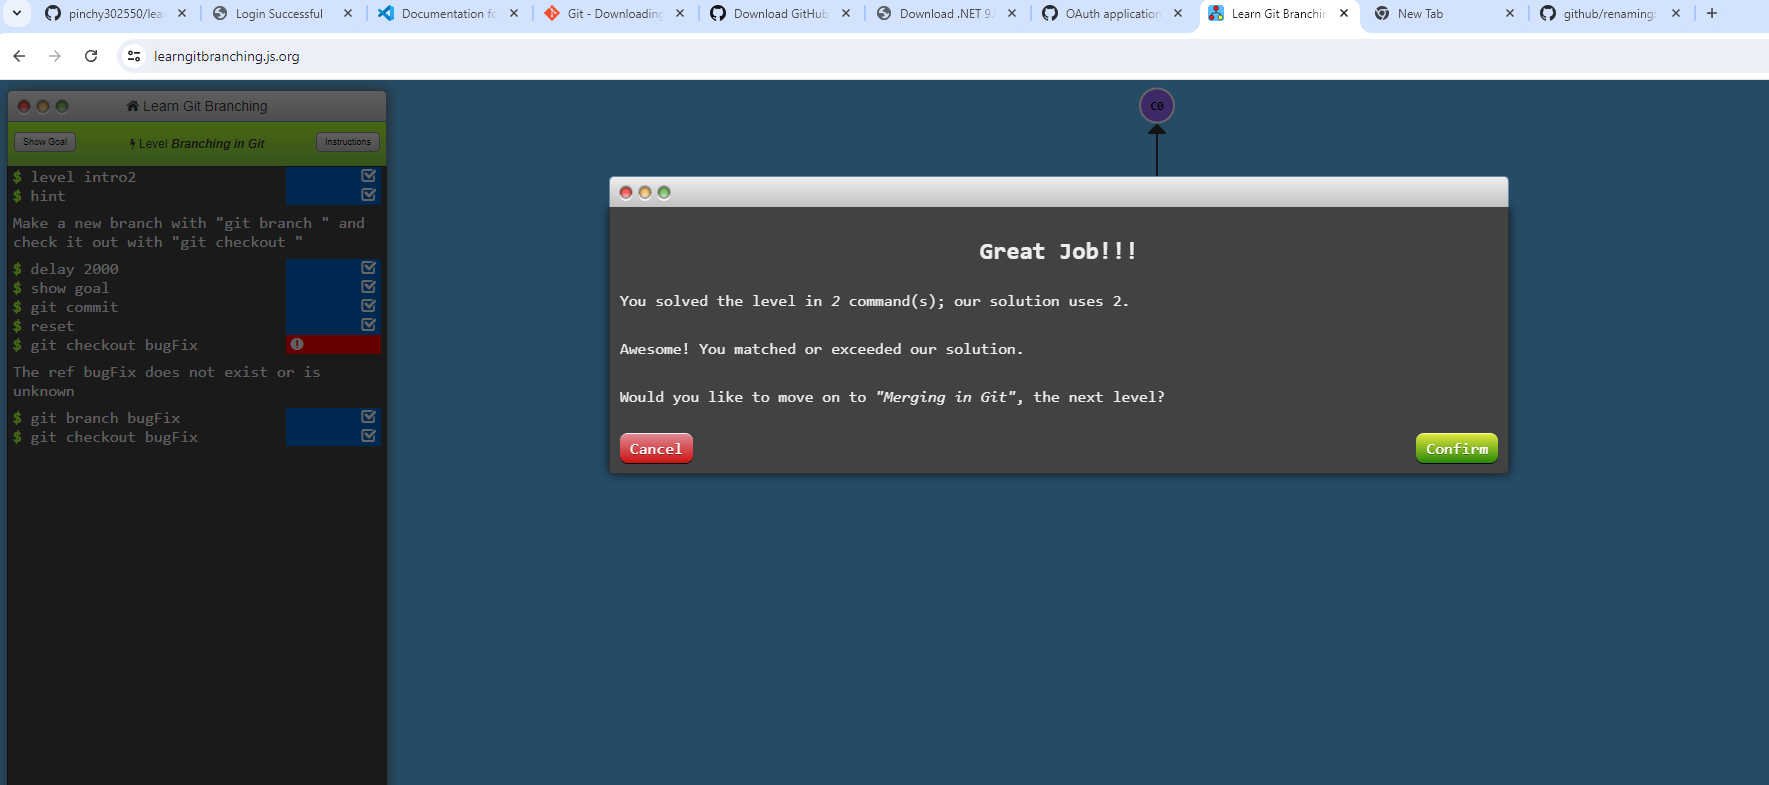 pinchy302550/lea
Login Successful
Documentation fo
Git - Downloading
Download GitHub
Download .NET 9.
OAuth application
Learn Git Branchin
New Tab
github/renaming
learngitbranching.js.org
Learn Git Branching
Show Goal
Level Branching in Git
Instructions
$ level intro2
$ hint
Make a new branch with "git branch " and
check it out with "git checkout "
$ delay 2000
$ show goal
$ git commit
$ reset
$ git checkout bugFix
The ref bugFix does not exist or is
unknown
$ git branch bugFix
$ git checkout bugFix
C0
Great Job!!!
You solved the level in 2 command(s); our solution uses 2.
Awesome! You matched or exceeded our solution.
Would you like to move on to "Merging in Git", the next level?
Cancel
Confirm